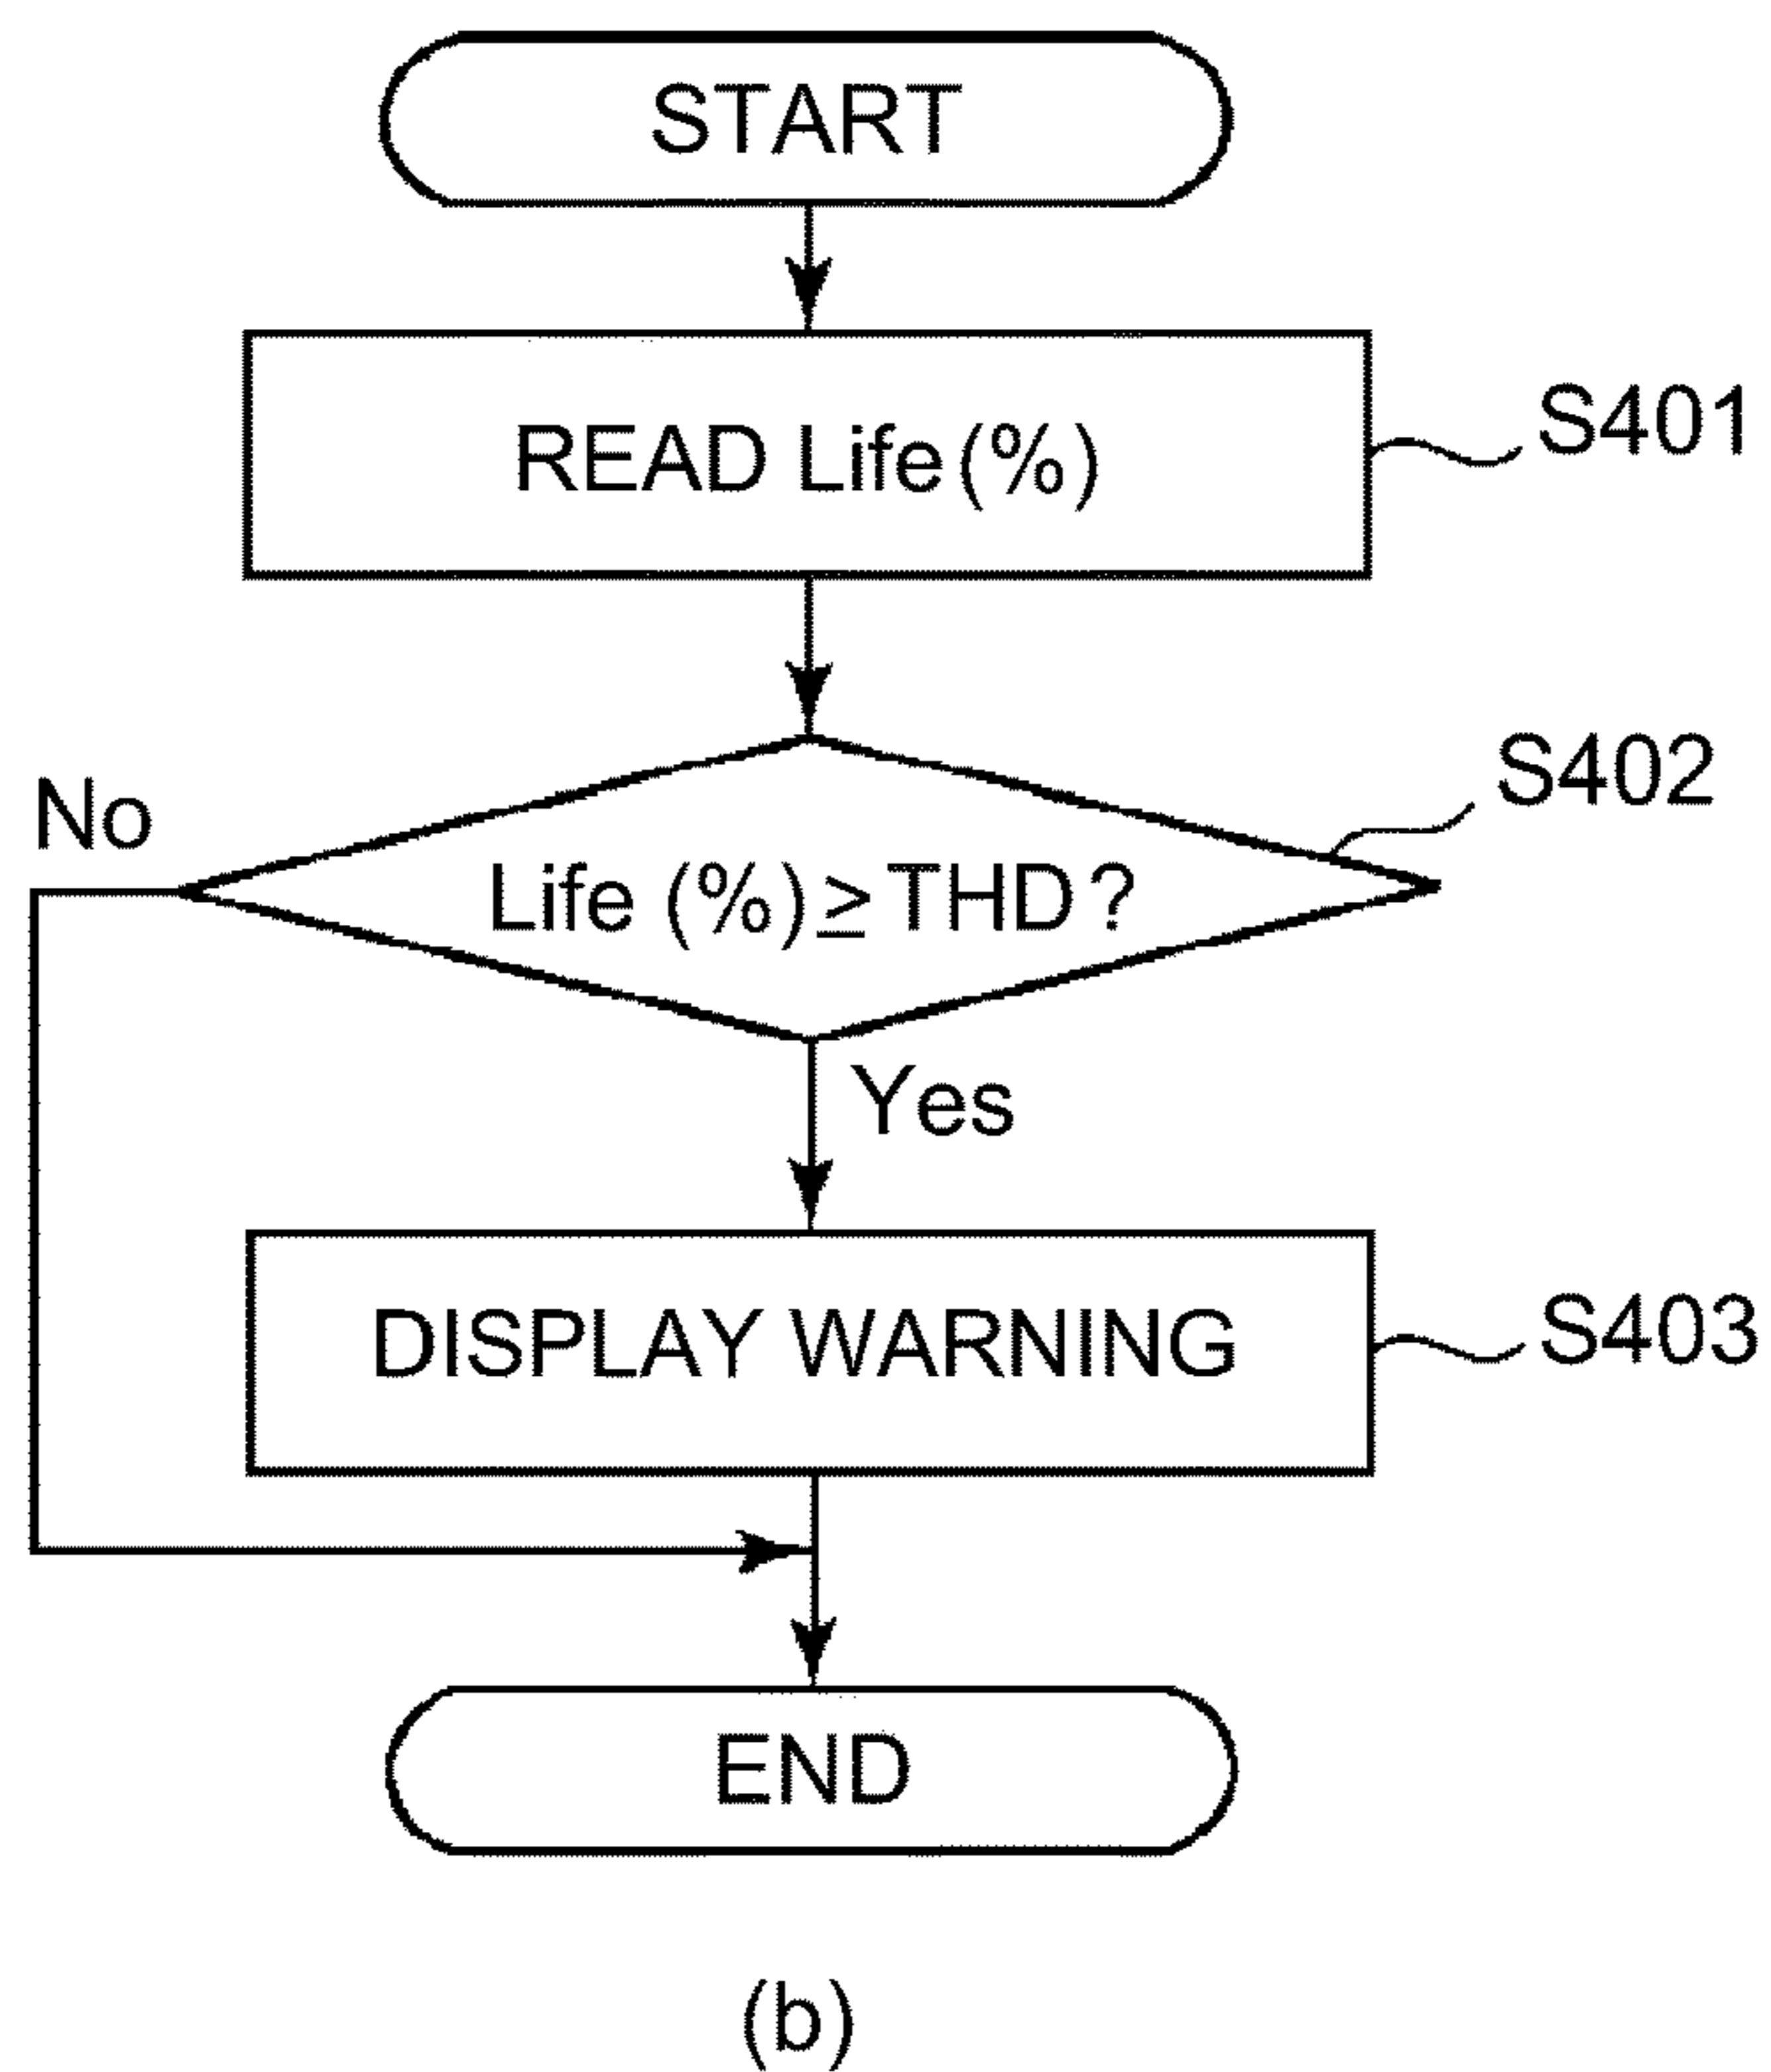 START
READ Life (%)
S401
S402
No
Life (%) ≥ THD ?
Yes
DISPLAY WARNING
S403
END
(b)